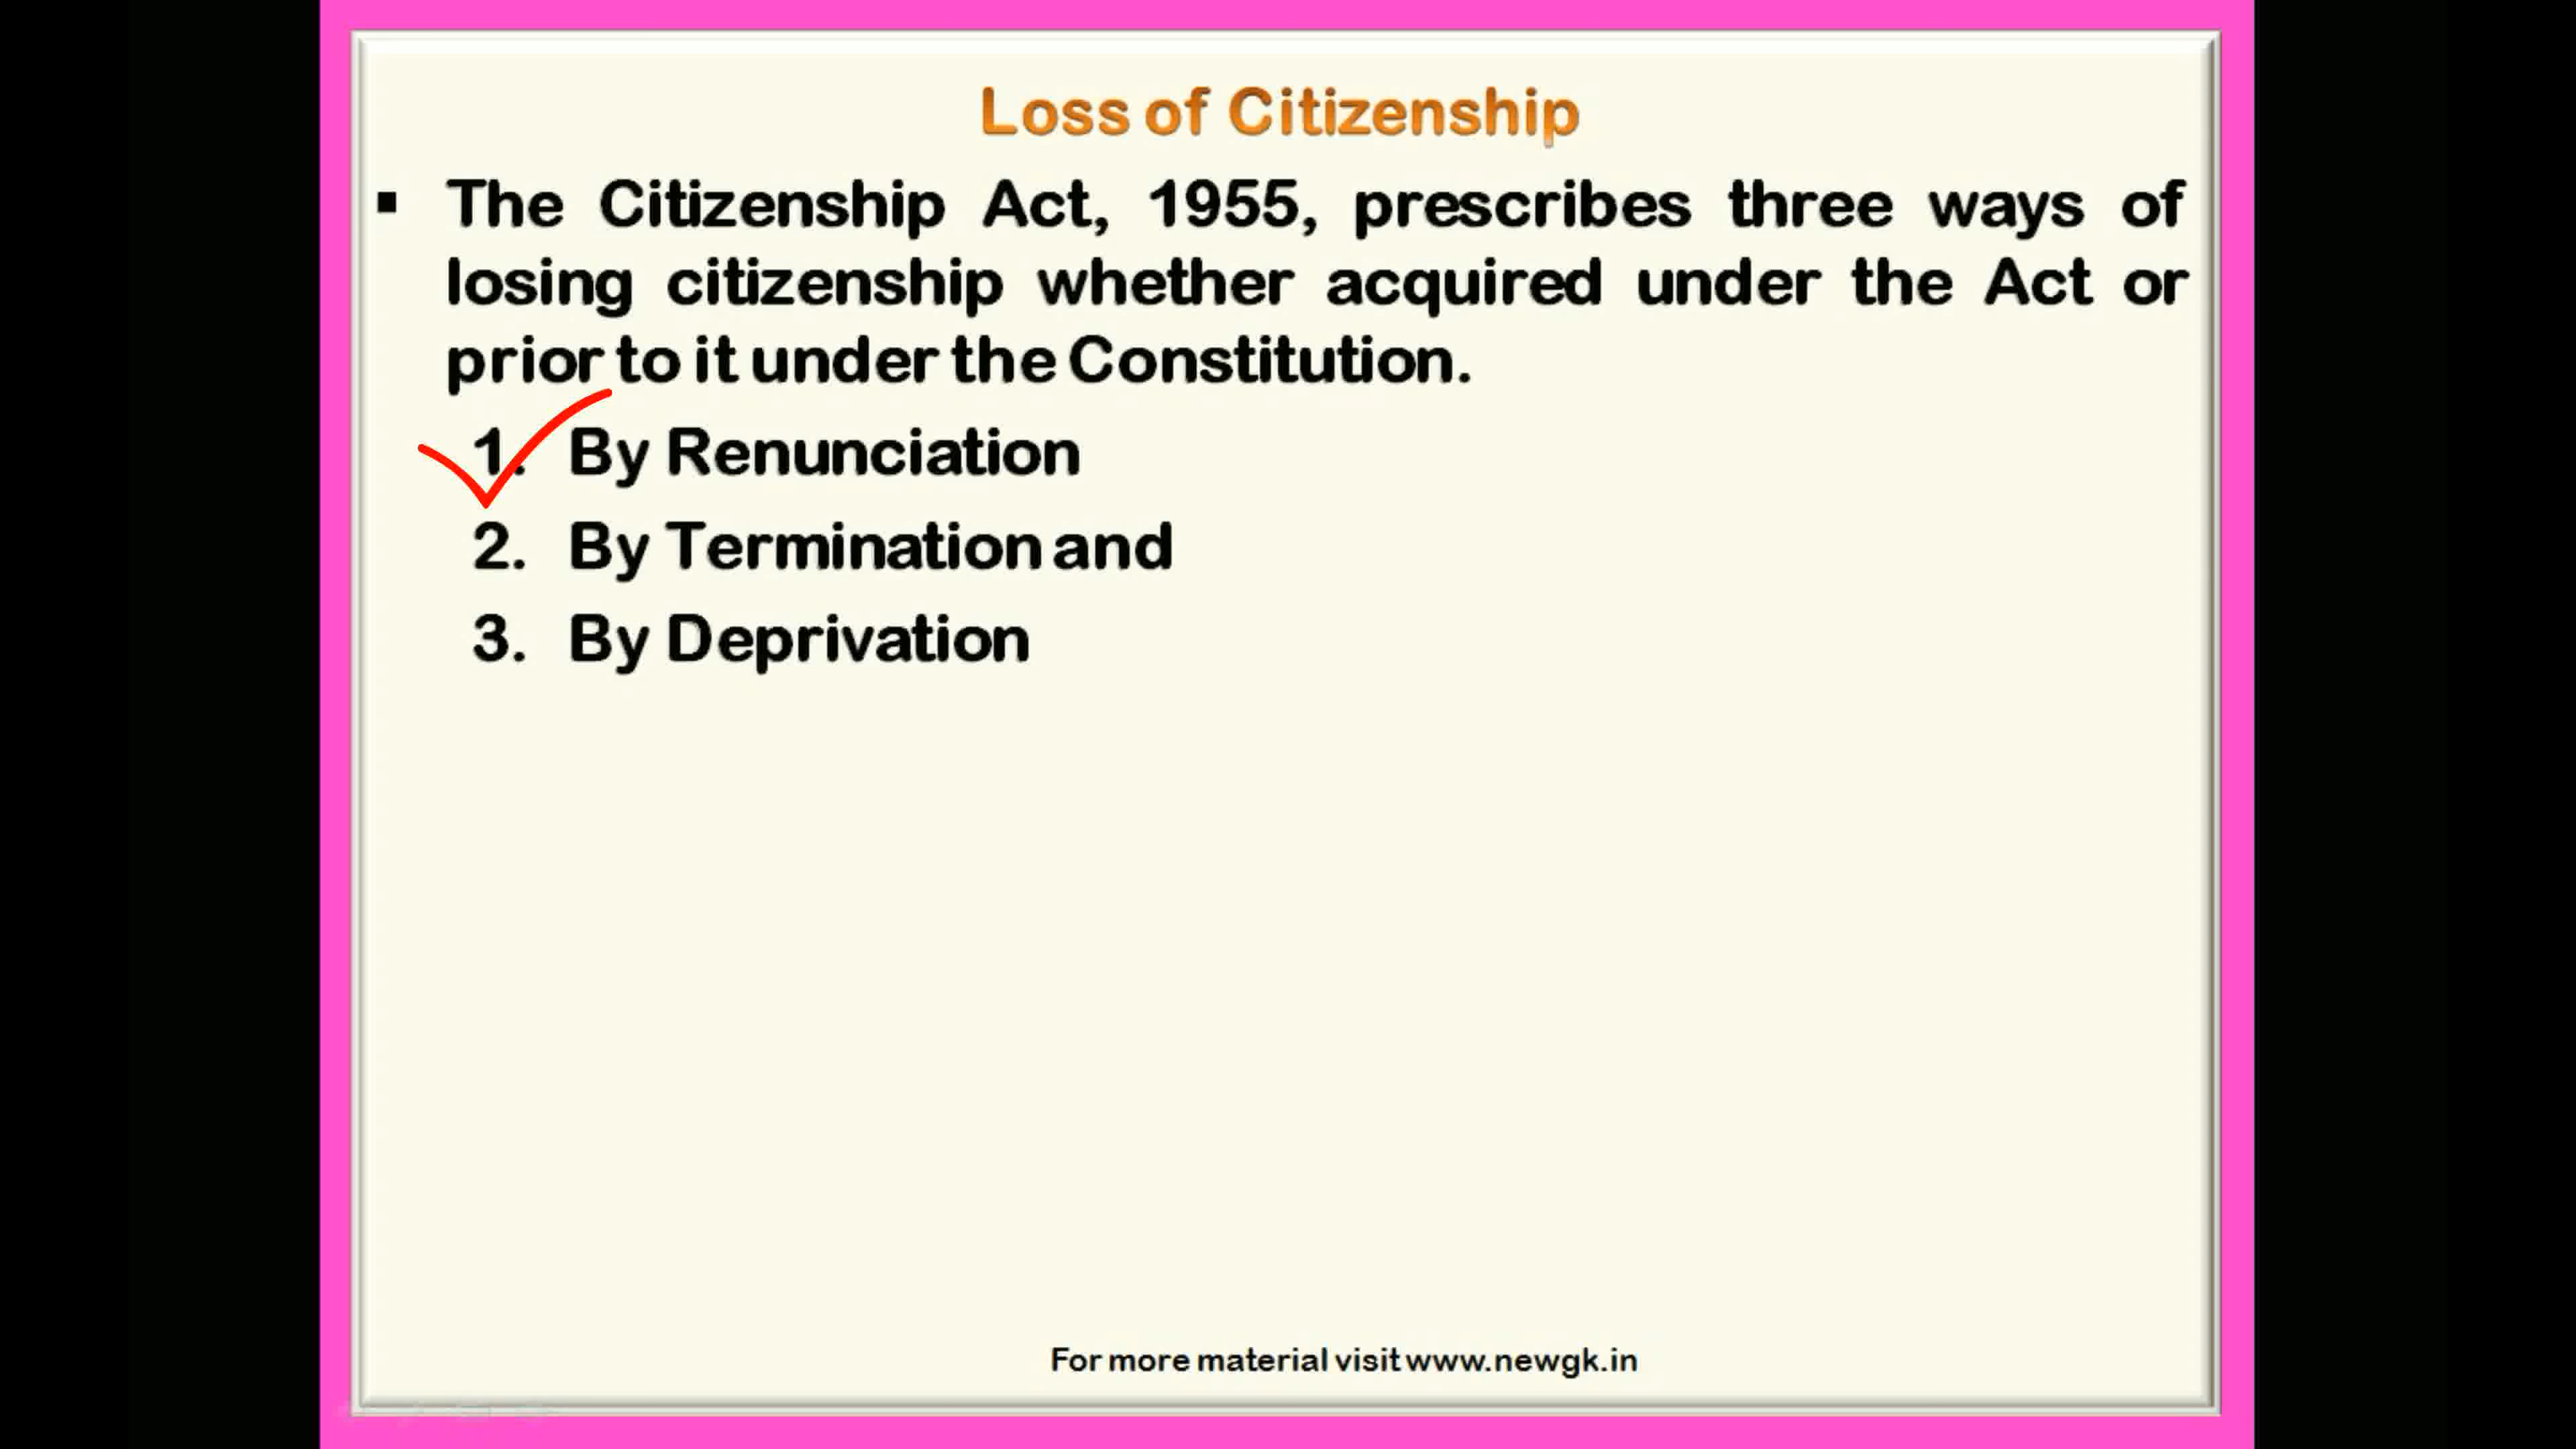 Loss of Citizenship
▪ The Citizenship Act, 1955, prescribes three ways of
losing citizenship whether acquired under the Act or
prior to it under the Constitution.
1. By Renunciation
2. By Termination and
3. By Deprivation
For more material visit www.newgk.in